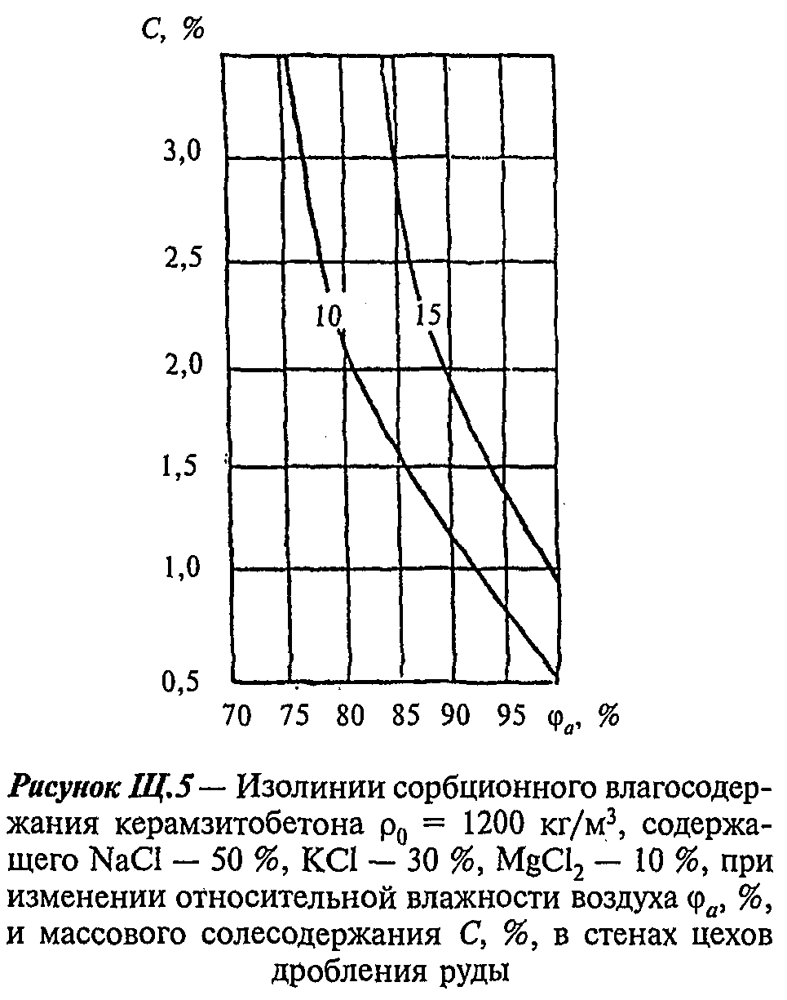 C, %
3,0
2,5
10
15
2,0
1,5
1,0
0,5
70 75 80 85 90 95 φa, %
Рисунок Щ.5 — Изолинии сорбционного влагосодер-
жания керамзитобетона ρ0 = 1200 кг/м³, содержа-
щего NaCl — 50 %, KCl — 30 %, MgCl₂ — 10 %, при
изменении относительной влажности воздуха φa, %,
и массового солесодержания C, %, в стенах цехов
дробления руды